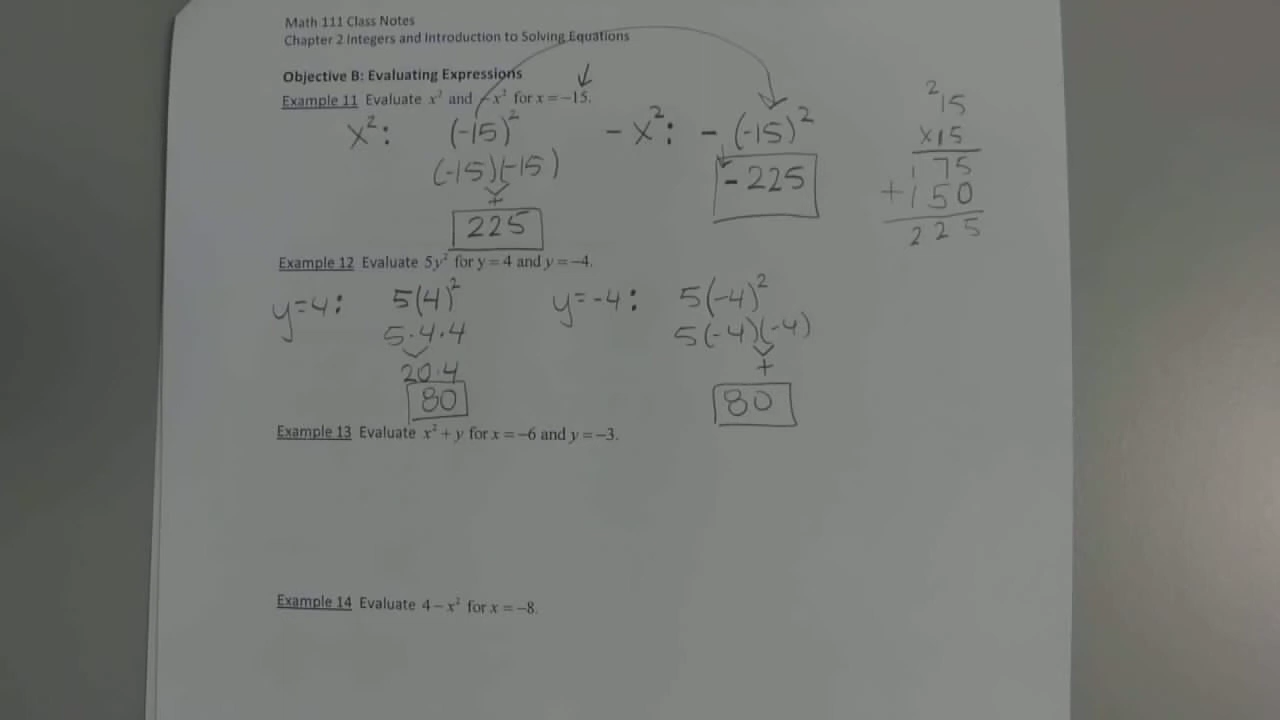 Math 111 Class Notes
Chapter 2 Integers and Introduction to Solving Equations
Objective B: Evaluating Expressions
Example 11 Evaluate x² and −x² for x = −15.
x²: (-15)² - x²: - (-15)²
(-15)(-15) - 225
+
225
2
15
x15
175
+150
225
Example 12 Evaluate 5y² for y = 4 and y = −4.
y=4: 5(4)² y=-4: 5(-4)²
5·4·4 5(-4)(-4)
20·4 +
80 80
Example 13 Evaluate x² + y for x = −6 and y = −3.
Example 14 Evaluate 4 − x² for x = −8.